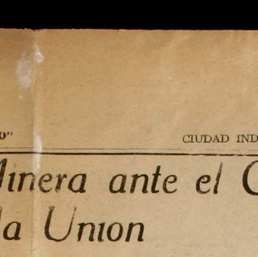 CIUDAD IND
Minera ante el C
la Union